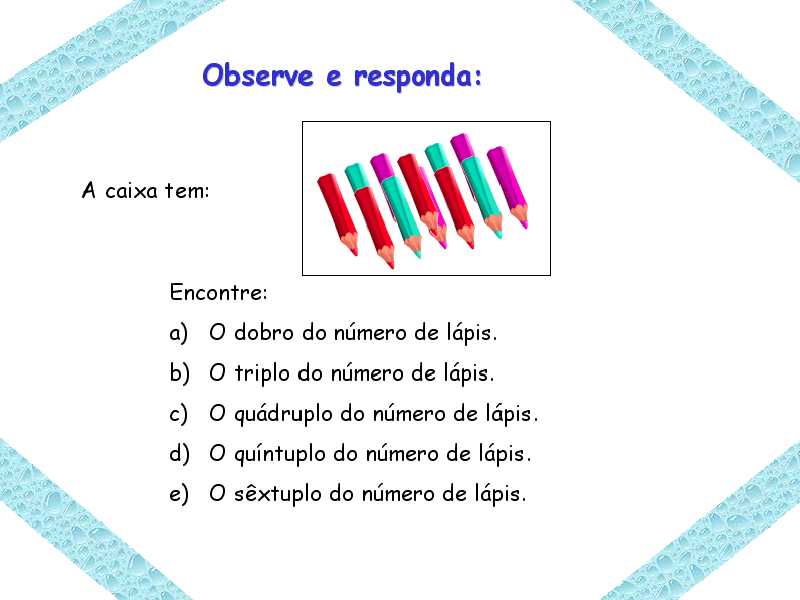 Observe e responda:
A caixa tem:
Encontre:
a) O dobro do número de lápis.
b) O triplo do número de lápis.
c) O quádruplo do número de lápis.
d) O quíntuplo do número de lápis.
e) O sêxtuplo do número de lápis.